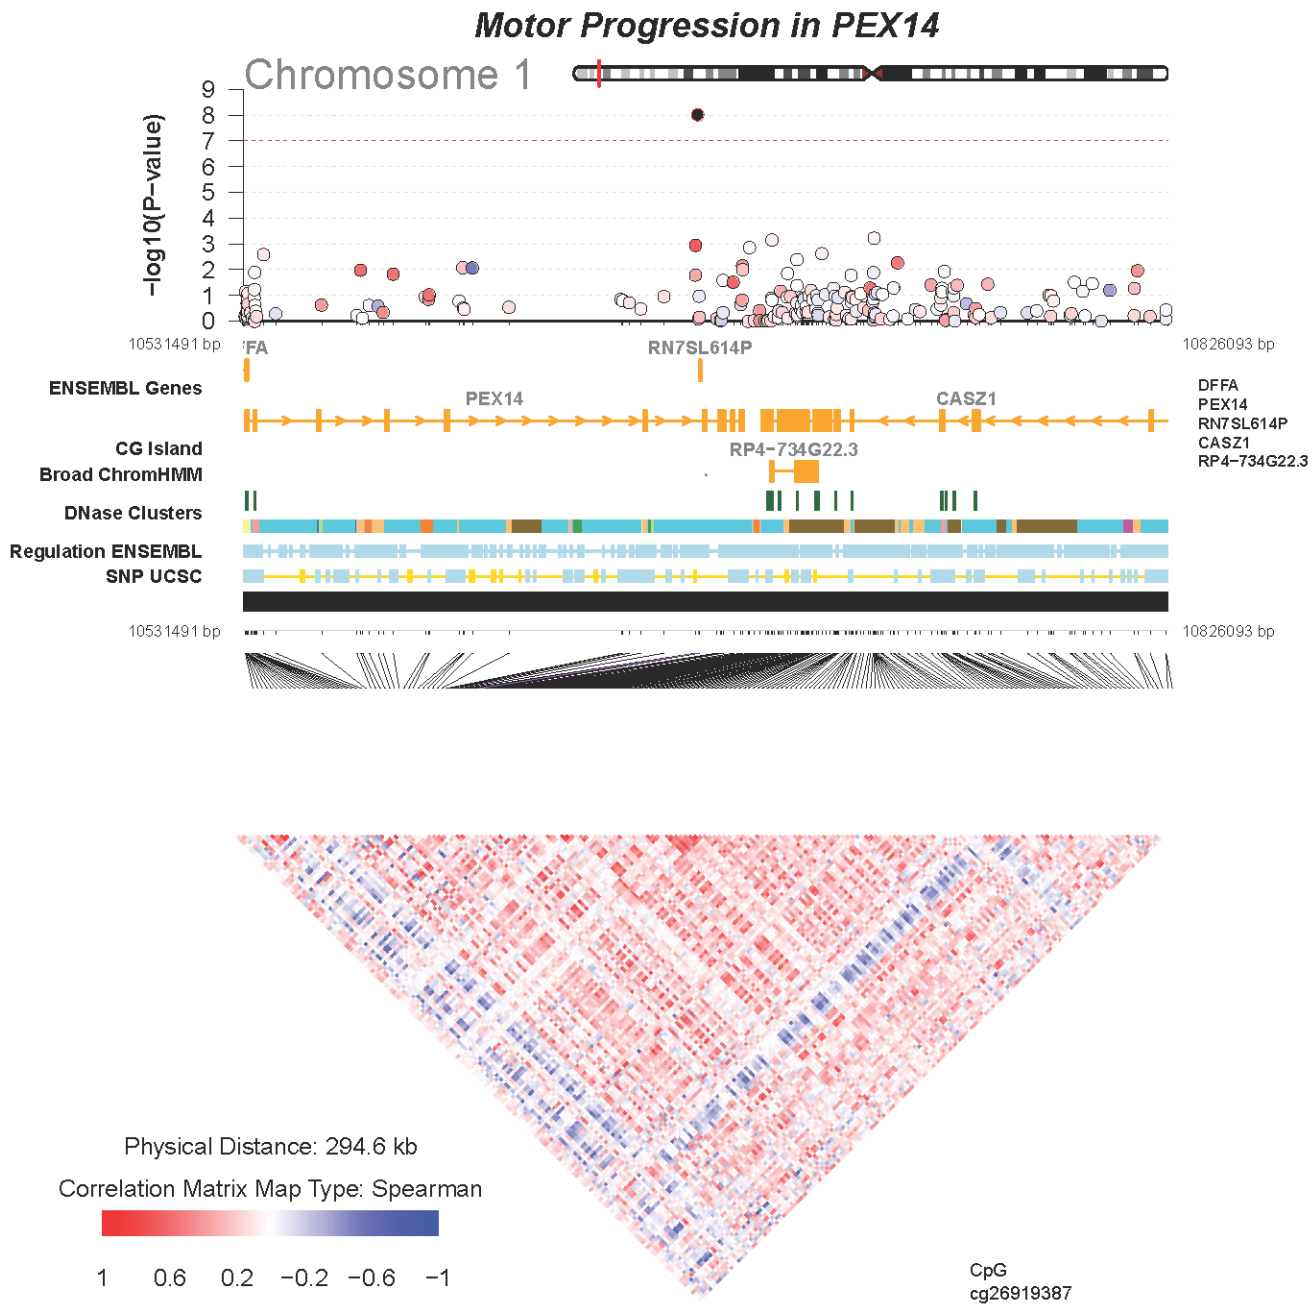 Motor Progression in PEX14
Chromosome 1
9
8
7
6
5
4
3
2
1
0
−log10(P−value)
10531491 bp
FA
RN7SL614P
10826093 bp
ENSEMBL Genes
PEX14
CASZ1
DFFA
PEX14
RN7SL614P
CASZ1
RP4−734G22.3
CG Island
RP4−734G22.3
Broad ChromHMM
DNase Clusters
Regulation ENSEMBL
SNP UCSC
10531491 bp
10826093 bp
Physical Distance: 294.6 kb
Correlation Matrix Map Type: Spearman
1 0.6 0.2 −0.2 −0.6 −1
CpG
cg26919387